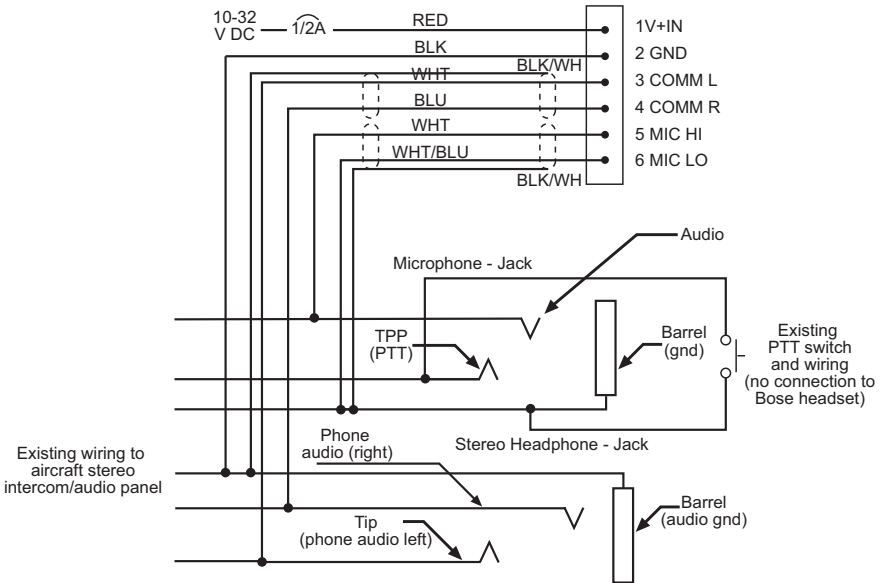 10-32
V DC
1/2A
RED
1V+IN
BLK
2 GND
BLK/WH
WHT
3 COMM L
BLU
4 COMM R
WHT
5 MIC HI
WHT/BLU
6 MIC LO
BLK/WH
Audio
Microphone - Jack
TPP
(PTT)
Barrel
(gnd)
Existing
PTT switch
and wiring
(no connection to
Bose headset)
Phone
audio (right)
Stereo Headphone - Jack
Existing wiring to
aircraft stereo
intercom/audio panel
Tip
(phone audio left)
Barrel
(audio gnd)